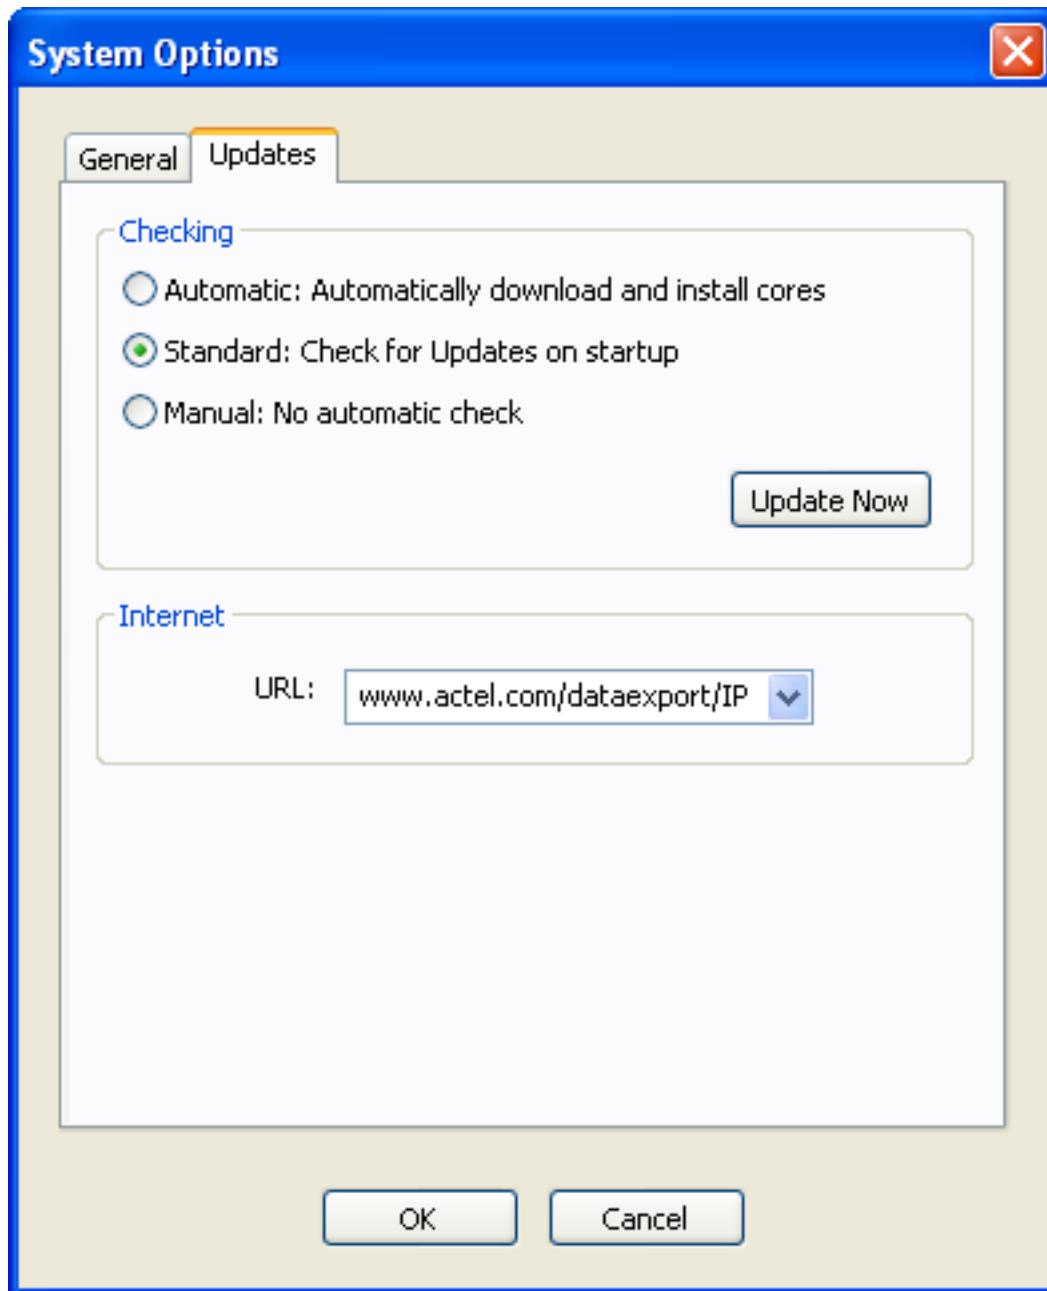 System Options
General
Updates
Checking
Automatic: Automatically download and install cores
Standard: Check for Updates on startup
Manual: No automatic check
Update Now
Internet
URL:
www.actel.com/dataexport/IP
OK
Cancel